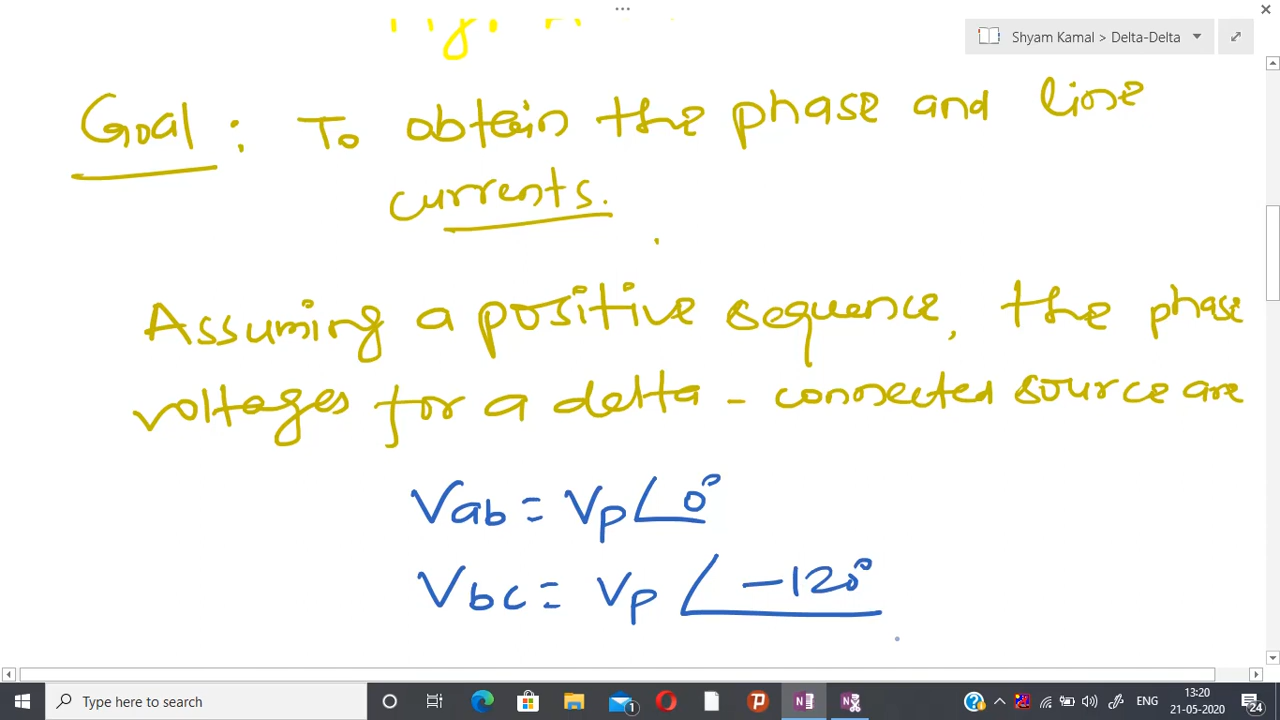 Shyam Kamal > Delta-Delta
Goal : To obtain the phase and line
currents.
Assuming a positive sequence, the phase
voltages for a delta - connected source are
Vab = Vp∠0°
Vbc = Vp∠-120°
Type here to search
1
ENG
13:20
21-05-2020
24